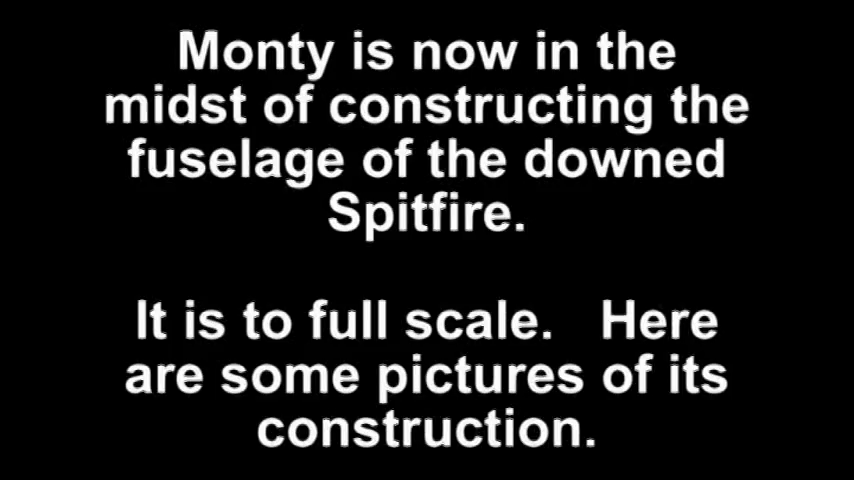 Monty is now in the
midst of constructing the
fuselage of the downed
Spitfire.
It is to full scale.   Here
are some pictures of its
construction.